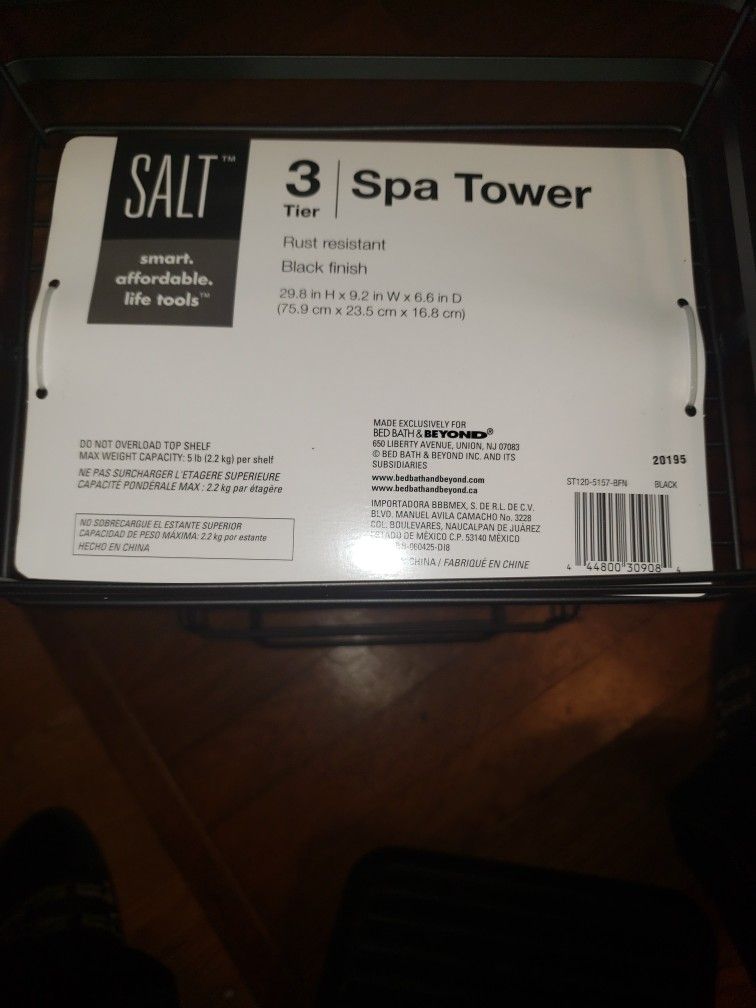 SALT™
smart.
affordable.
life tools™
3
Tier
Spa Tower
Rust resistant
Black finish
29.8 in H x 9.2 in W x 6.6 in D
(75.9 cm x 23.5 cm x 16.8 cm)
DO NOT OVERLOAD TOP SHELF
MAX WEIGHT CAPACITY: 5 lb (2.2 kg) per shelf
NE PAS SURCHARGER L'ETAGERE SUPERIEURE
CAPACITÉ PONDÉRALE MAX : 2.2 kg par étagère
NO SOBRECARGUE EL ESTANTE SUPERIOR
CAPACIDAD DE PESO MÁXIMA: 2.2 kg por estante
HECHO EN CHINA
MADE EXCLUSIVELY FOR
BED BATH & BEYOND®
650 LIBERTY AVENUE, UNION, NJ 07083
© BED BATH & BEYOND INC. AND ITS
SUBSIDIARIES
www.bedbathandbeyond.com
www.bedbathandbeyond.ca
IMPORTADORA BBBMEX, S. DE R.L. DE C.V.
BLVD. MANUEL AVILA CAMACHO No. 3228
COL. BOULEVARES, NAUCALPAN DE JUÁREZ
ESTADO DE MÉXICO C.P. 53140 MÉXICO
CHINA / FABRIQUÉ EN CHINE
20195
ST120-5157-BFN BLACK
4 44800 30908 4